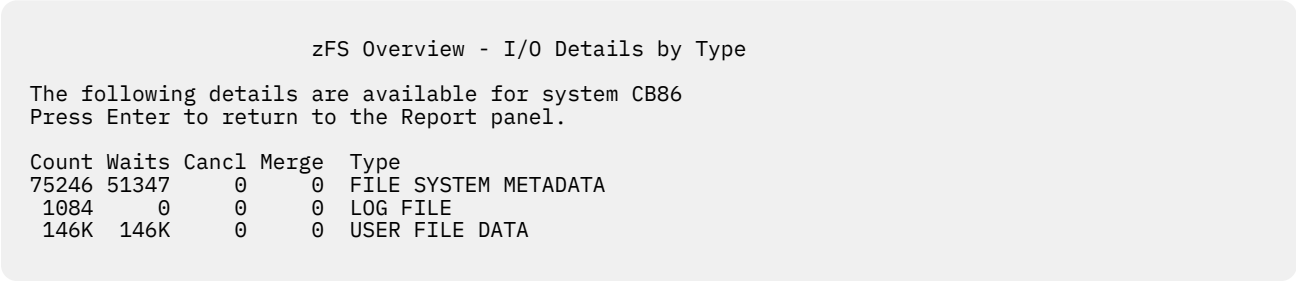 zFS Overview - I/O Details by Type
The following details are available for system CB86
Press Enter to return to the Report panel.
Count Waits Cancl Merge  Type
75246 51347     0     0  FILE SYSTEM METADATA
 1084     0     0     0  LOG FILE
 146K  146K     0     0  USER FILE DATA